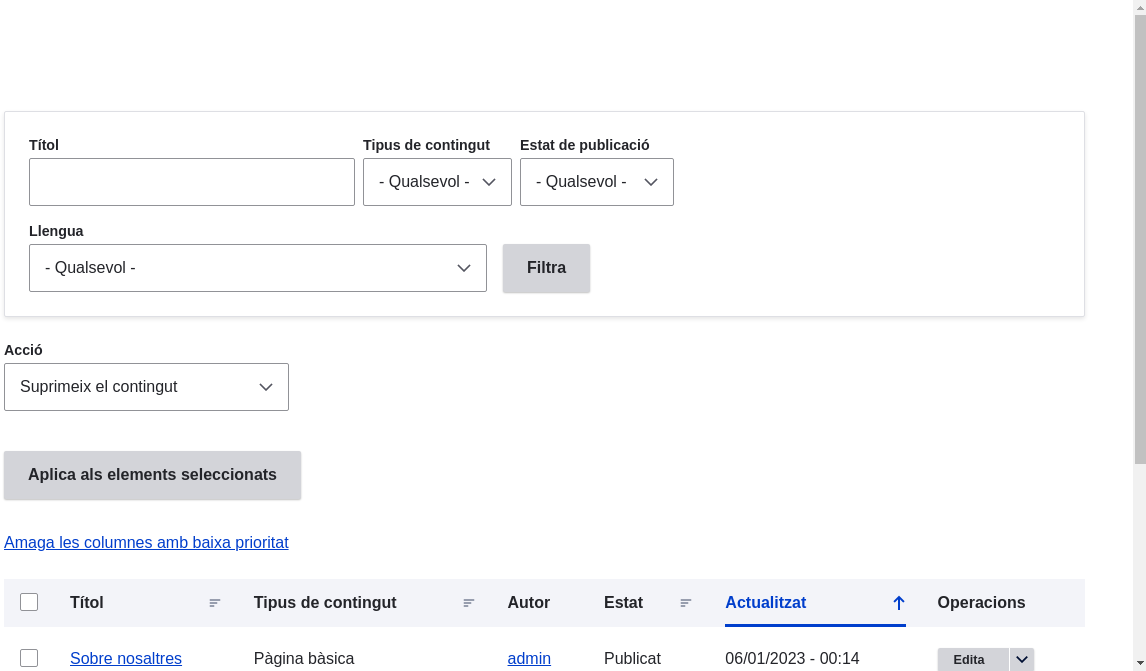 Títol
Tipus de contingut
Estat de publicació
- Qualsevol -
- Qualsevol -
Llengua
- Qualsevol -
Filtra
Acció
Suprimeix el contingut
Aplica als elements seleccionats
Amaga les columnes amb baixa prioritat
Títol Tipus de contingut Autor Estat Actualitzat Operacions
Sobre nosaltres Pàgina bàsica admin Publicat 06/01/2023 - 00:14 Edita